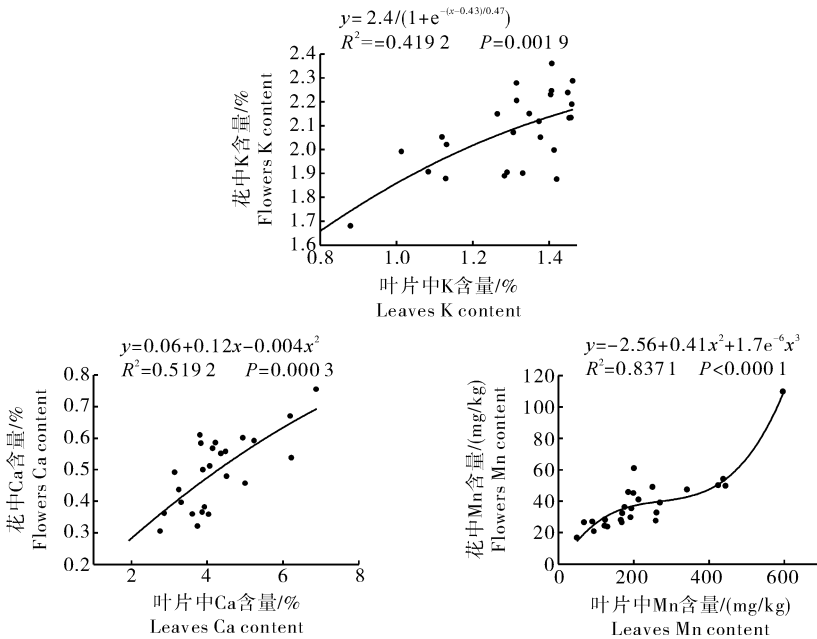 y=2.4/(1+e^{-(x-0.43)/0.47})
R²==0.419 2 P=0.001 9
2.4
2.3
2.2
2.1
2.0
1.9
1.8
1.7
1.6
0.8 1.0 1.2 1.4
花中K含量/%
Flowers K content
叶片中K含量/%
Leaves K content
y=0.06+0.12x-0.004x²
R²=0.519 2 P=0.000 3
0.8
0.7
0.6
0.5
0.4
0.3
0.2
2 4 6 8
花中Ca含量/%
Flowers Ca content
叶片中Ca含量/%
Leaves Ca content
y=-2.56+0.41x²+1.7e⁻⁶x³
R²=0.837 1 P<0.000 1
120
100
80
60
40
20
0
0 200 400 600
花中Mn含量/(mg/kg)
Flowers Mn content
叶片中Mn含量/(mg/kg)
Leaves Mn content